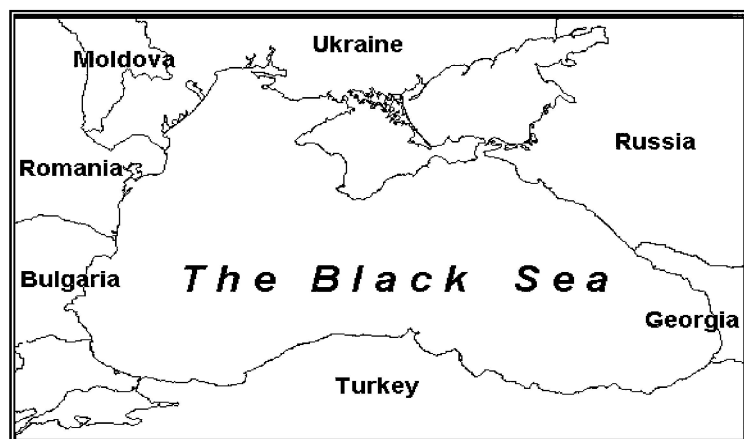 Ukraine
Moldova
Russia
Romania
The Black Sea
Bulgaria
Georgia
Turkey